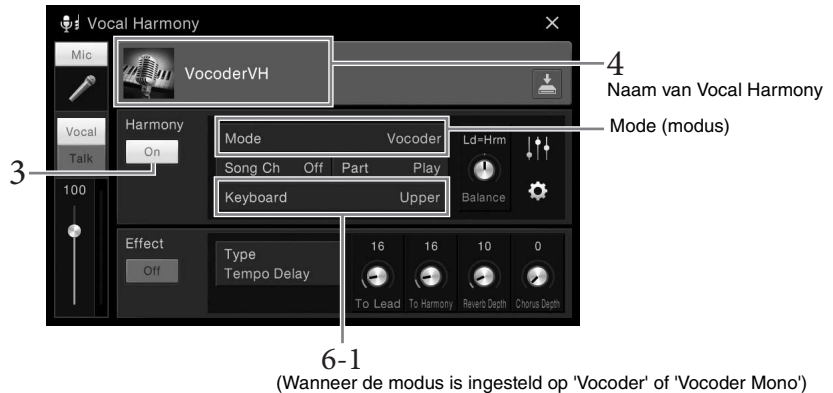 Vocal Harmony
Mic
VocoderVH
4
Naam van Vocal Harmony
Vocal
Talk
Harmony
On
Mode Vocoder
Ld=Hrm
Mode (modus)
Song Ch Off Part Play
3
100
Keyboard Upper
Balance
Effect
Off
Type
Tempo Delay
16 16 10 0
To Lead To Harmony Reverb Depth Chorus Depth
6-1
(Wanneer de modus is ingesteld op 'Vocoder' of 'Vocoder Mono')